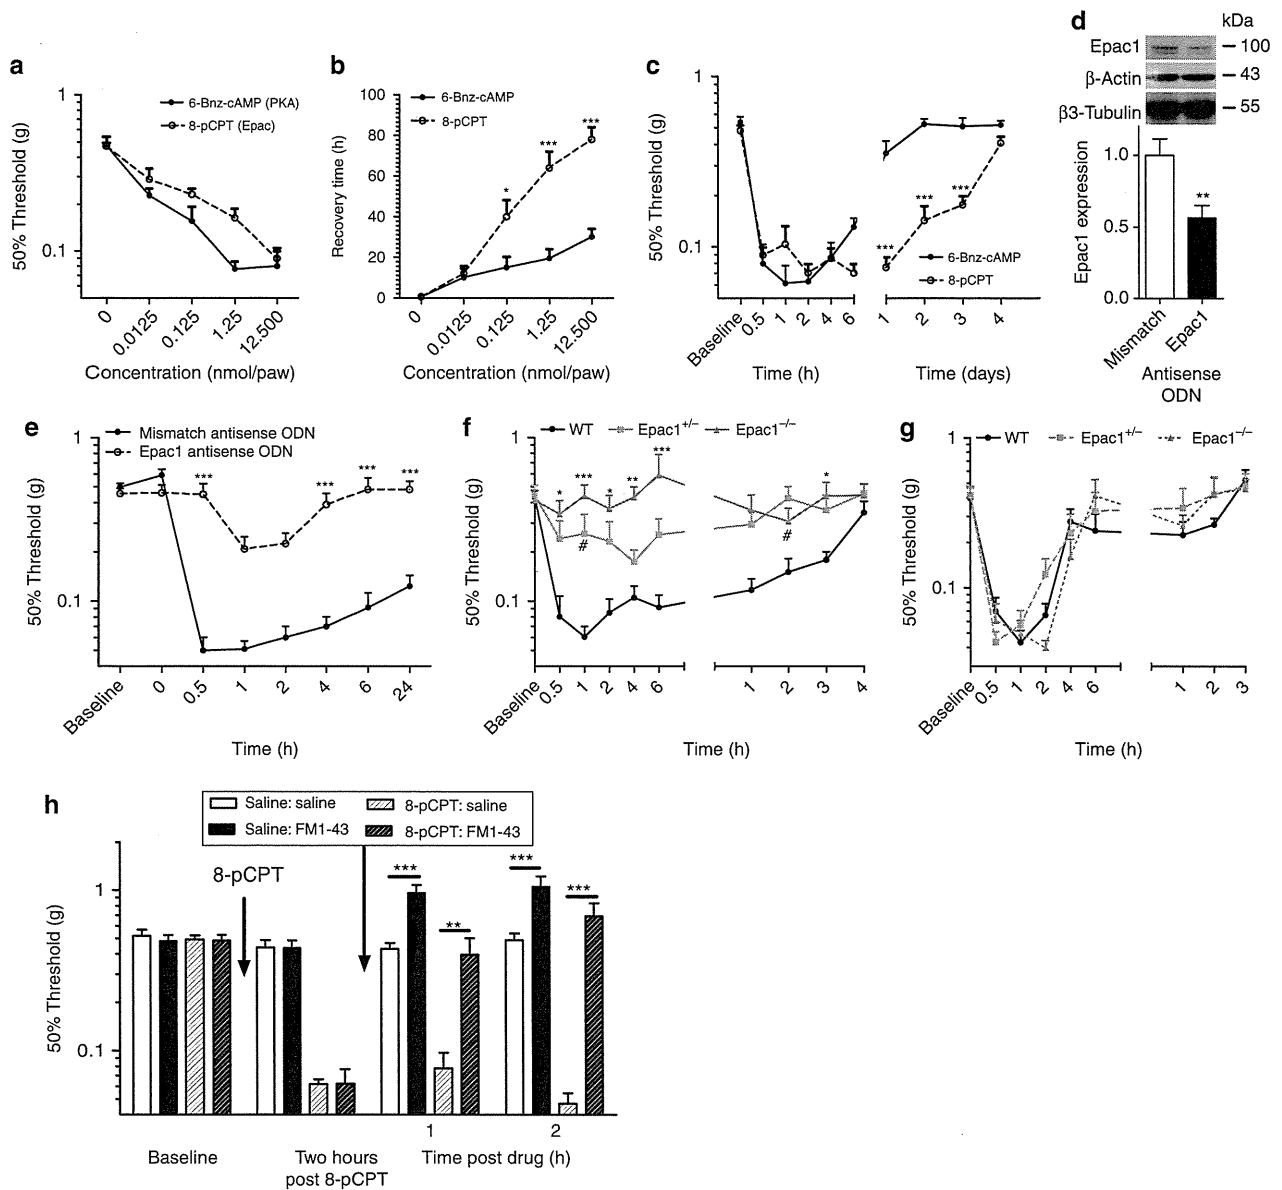 a
1
0.1
50% Threshold (g)
6-Bnz-cAMP (PKA)
8-pCPT (Epac)
0
0.0125
0.125
1.25
12.500
Concentration (nmol/paw)
b
100
80
60
40
20
0
Recovery time (h)
6-Bnz-cAMP
8-pCPT
*
***
***
0
0.0125
0.125
1.25
12.500
Concentration (nmol/paw)
c
1
0.1
50% Threshold (g)
***
***
***
6-Bnz-cAMP
8-pCPT
Baseline
0.5
1
2
4
6
Time (h)
1
2
3
4
Time (days)
d
kDa
Epac1
100
β-Actin
43
β3-Tubulin
55
1.0
0.5
0.0
Epac1 expression
**
Mismatch
Epac1
Antisense
ODN
e
1
0.1
50% Threshold (g)
Mismatch antisense ODN
Epac1 antisense ODN
***
***
***
***
Baseline
0
0.5
1
2
4
6
24
Time (h)
f
WT
Epac1+/−
Epac1−/−
1
0.1
50% Threshold (g)
*
***
*
**
***
*
#
#
Baseline
0.5
1
2
4
6
1
2
3
4
Time (h)
g
WT
Epac1+/−
Epac1−/−
1
0.1
50% Threshold (g)
Baseline
0.5
1
2
4
6
1
2
3
Time (h)
h
Saline: saline
8-pCPT: saline
Saline: FM1-43
8-pCPT: FM1-43
8-pCPT
1
0.1
50% Threshold (g)
***
**
***
***
1
2
Baseline
Two hours
post 8-pCPT
Time post drug (h)